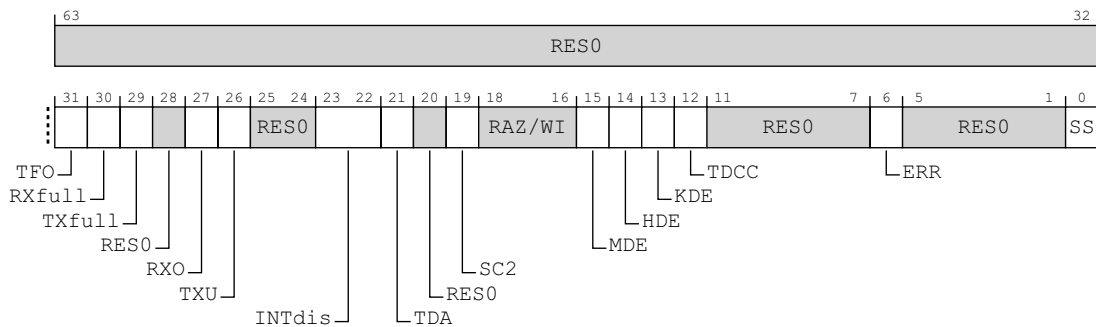 63 32
RES0
31 30 29 28 27 26 25 24 23 22 21 20 19 18 16 15 14 13 12 11 7 6 5 1 0
RES0 RAZ/WI RES0 RES0 SS
TFO TDCC ERR
RXfull KDE
TXfull HDE
RES0 MDE
RXO SC2
TXU RES0
INTdis TDA